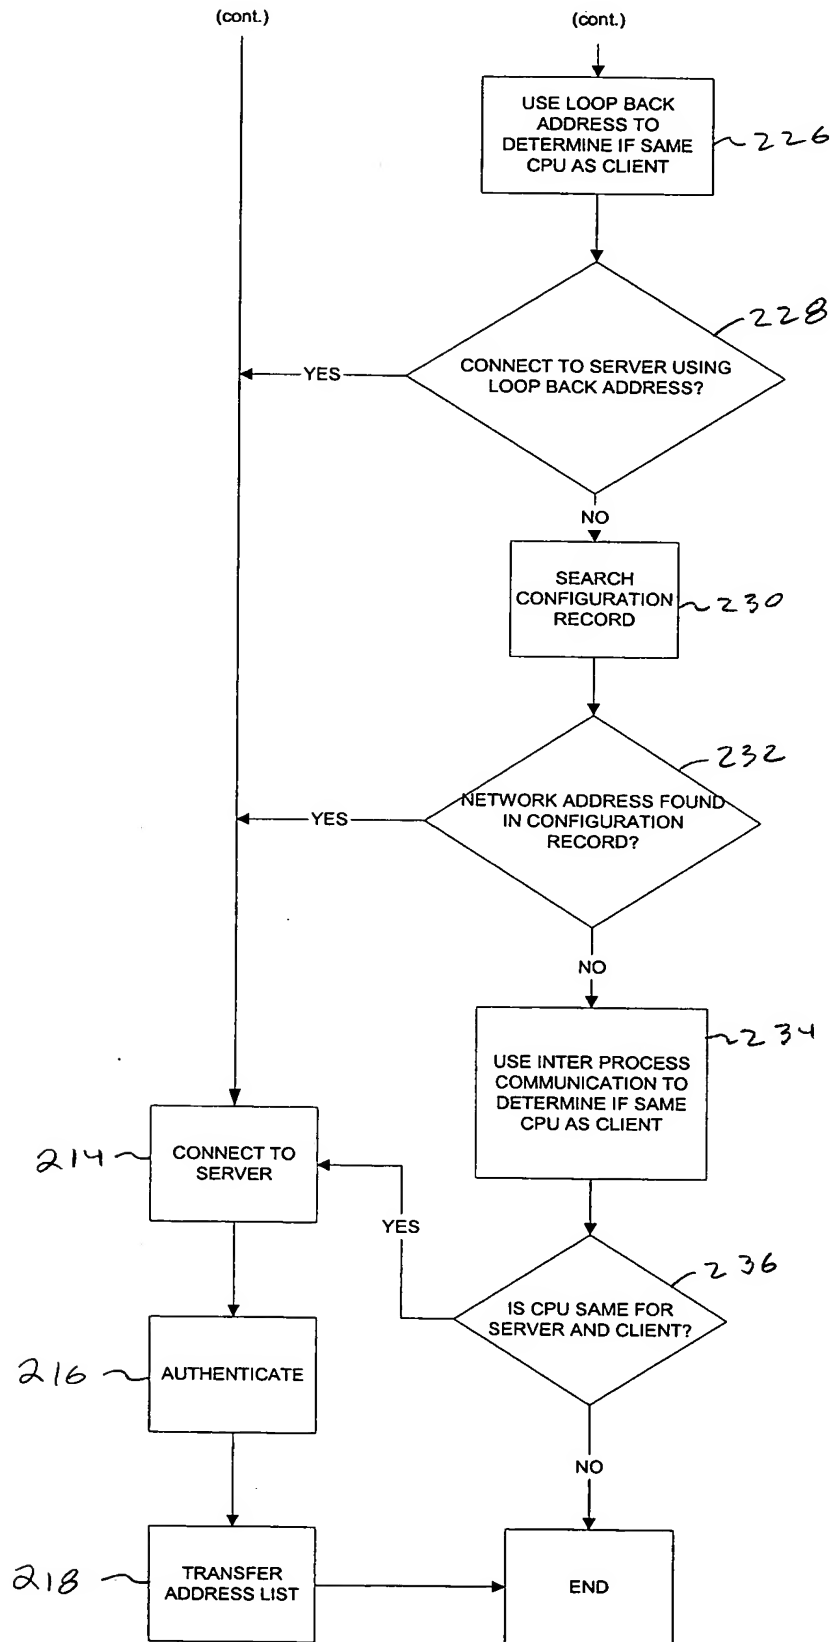 (cont.)
(cont.)
USE LOOP BACK
ADDRESS TO
DETERMINE IF SAME
CPU AS CLIENT
226
228
CONNECT TO SERVER USING
LOOP BACK ADDRESS?
YES
NO
SEARCH
CONFIGURATION
RECORD
230
232
NETWORK ADDRESS FOUND
IN CONFIGURATION
RECORD?
YES
NO
234
USE INTER PROCESS
COMMUNICATION TO
DETERMINE IF SAME
CPU AS CLIENT
214
CONNECT TO
SERVER
YES
236
IS CPU SAME FOR
SERVER AND CLIENT?
216
AUTHENTICATE
NO
218
TRANSFER
ADDRESS LIST
END